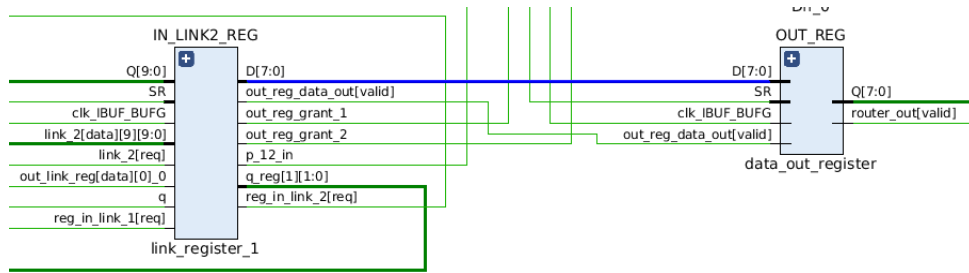 IN_LINK2_REG
Q[9:0]
SR
clk_IBUF_BUFG
link_2[data][9][9:0]
link_2[req]
out_link_reg[data][0]_0
q
reg_in_link_1[req]
D[7:0]
out_reg_data_out[valid]
out_reg_grant_1
out_reg_grant_2
p_12_in
q_reg[1][1:0]
reg_in_link_2[req]
link_register_1
OUT_REG
D[7:0]
SR
clk_IBUF_BUFG
out_reg_data_out[valid]
Q[7:0]
router_out[valid]
data_out_register